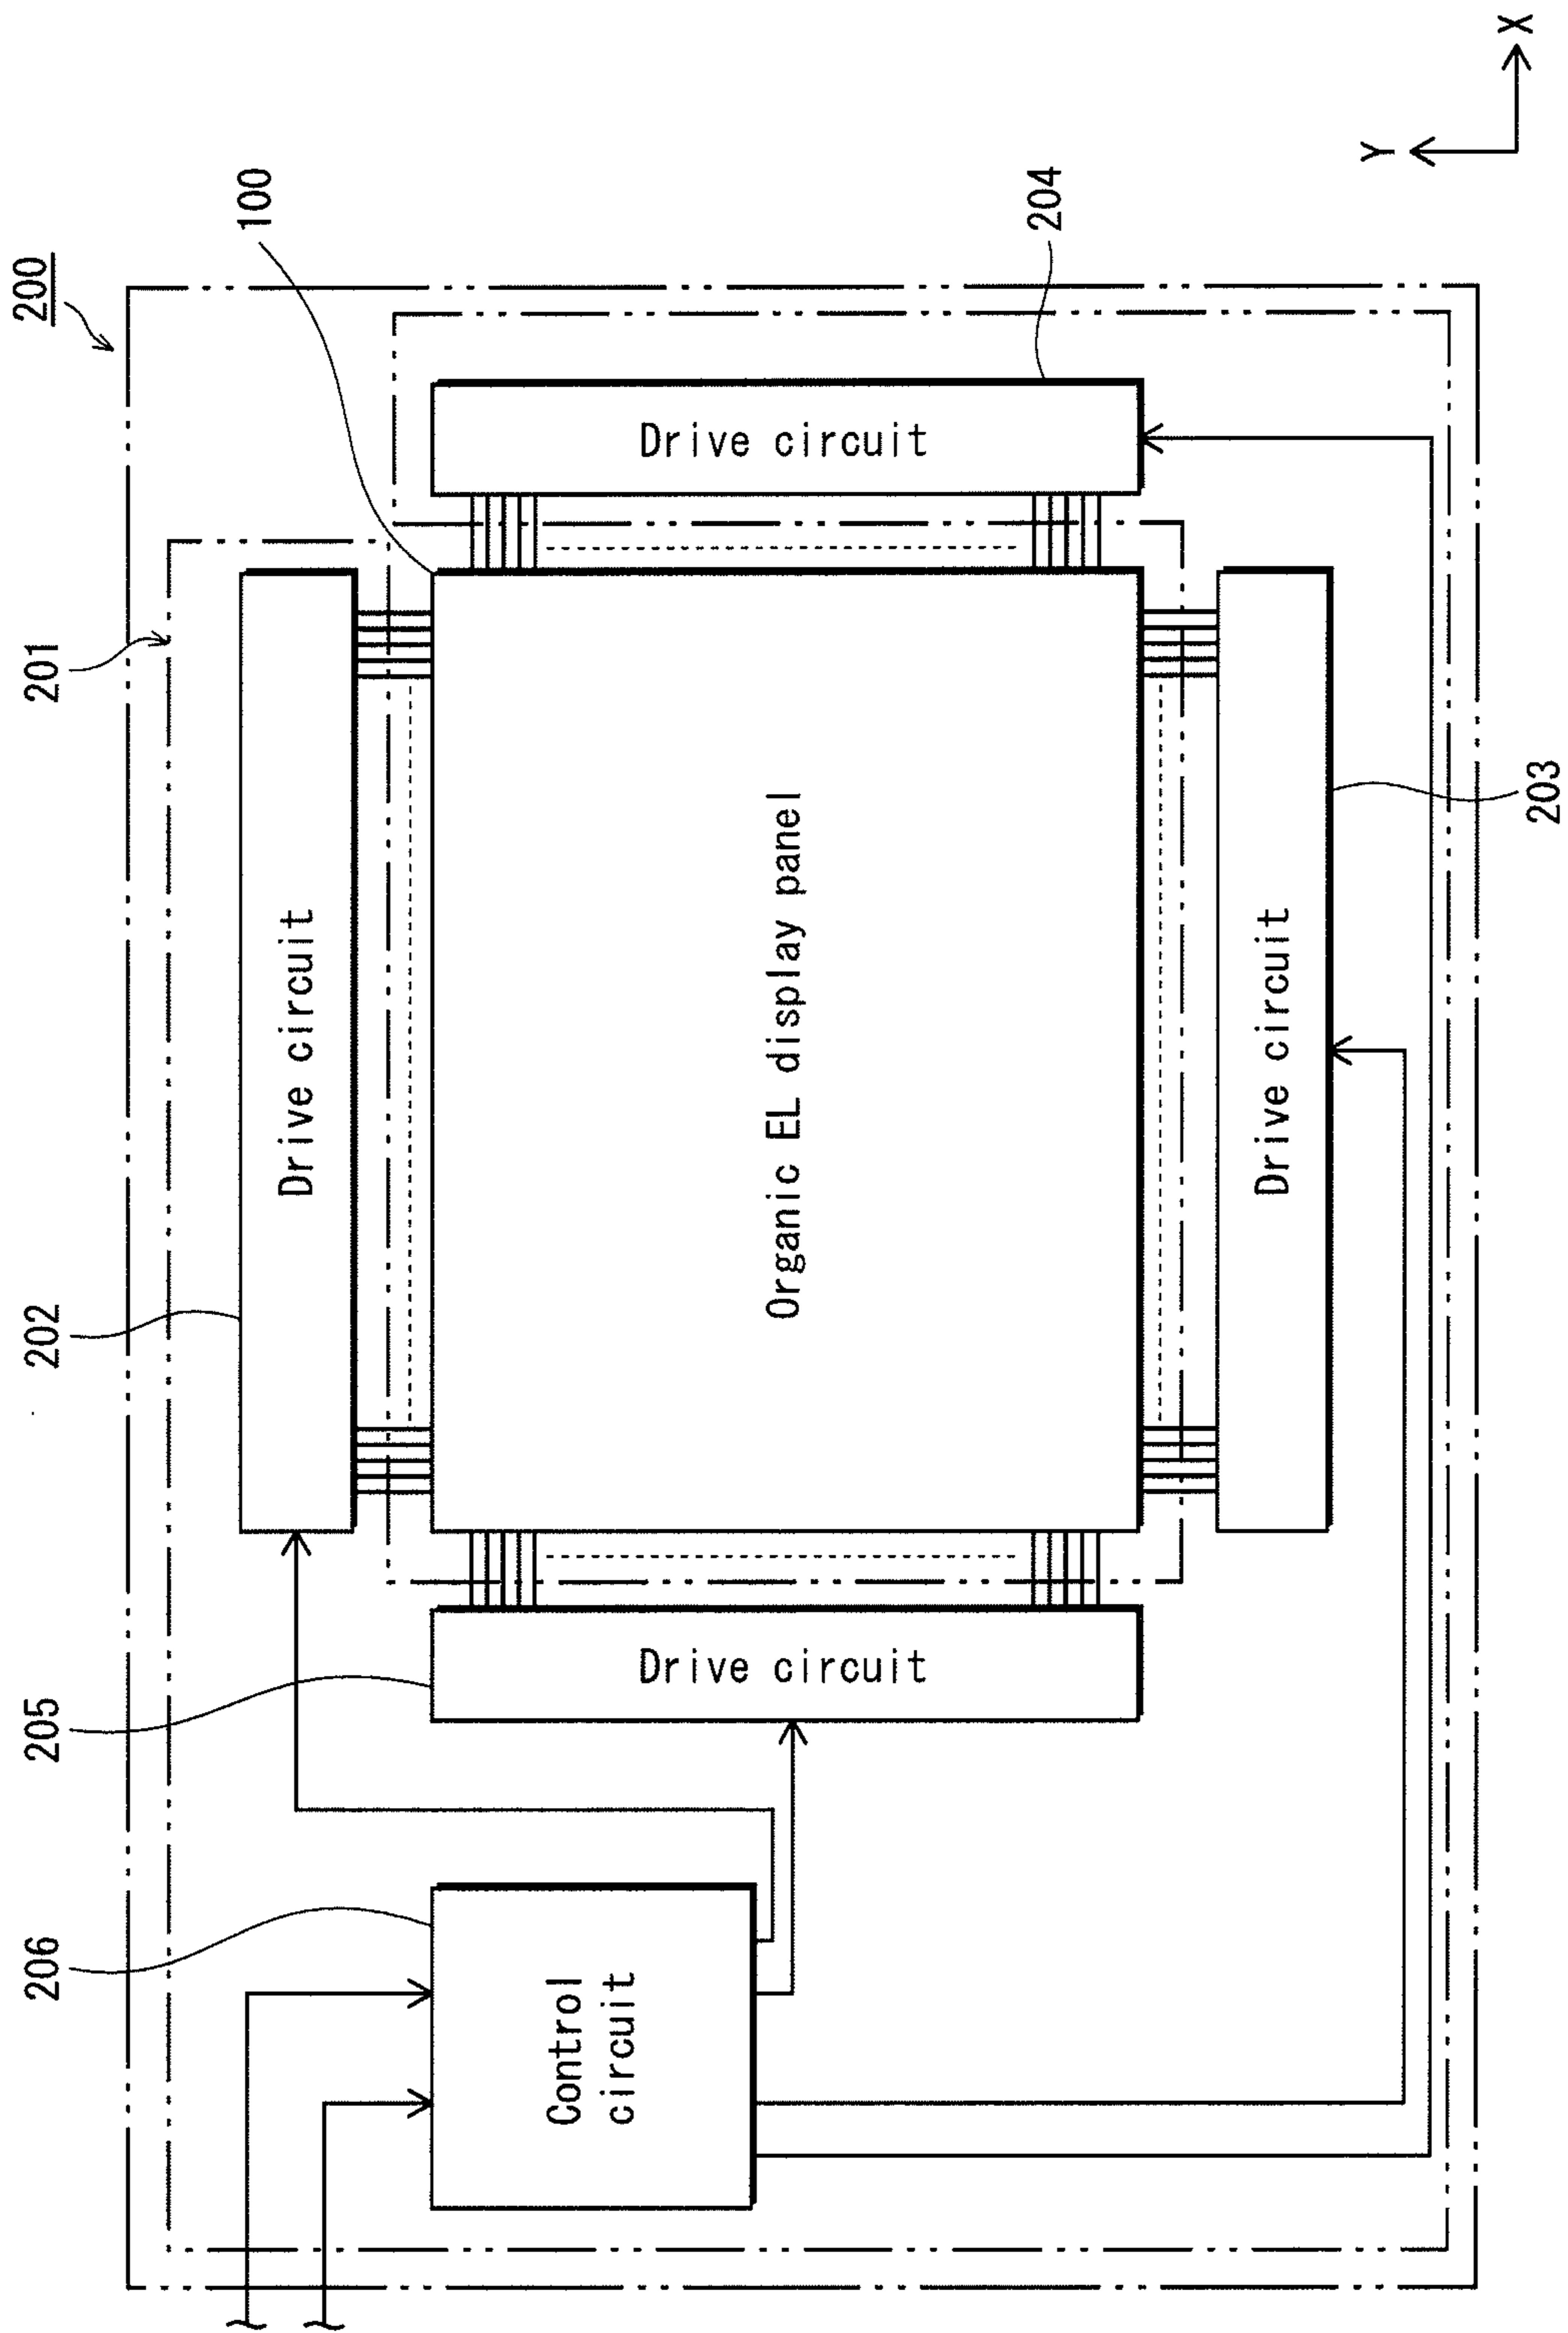 200
201
202
205
206
100
204
203
Drive circuit
Drive circuit
Organic EL display panel
Drive circuit
Drive circuit
Control
circuit
Y
X